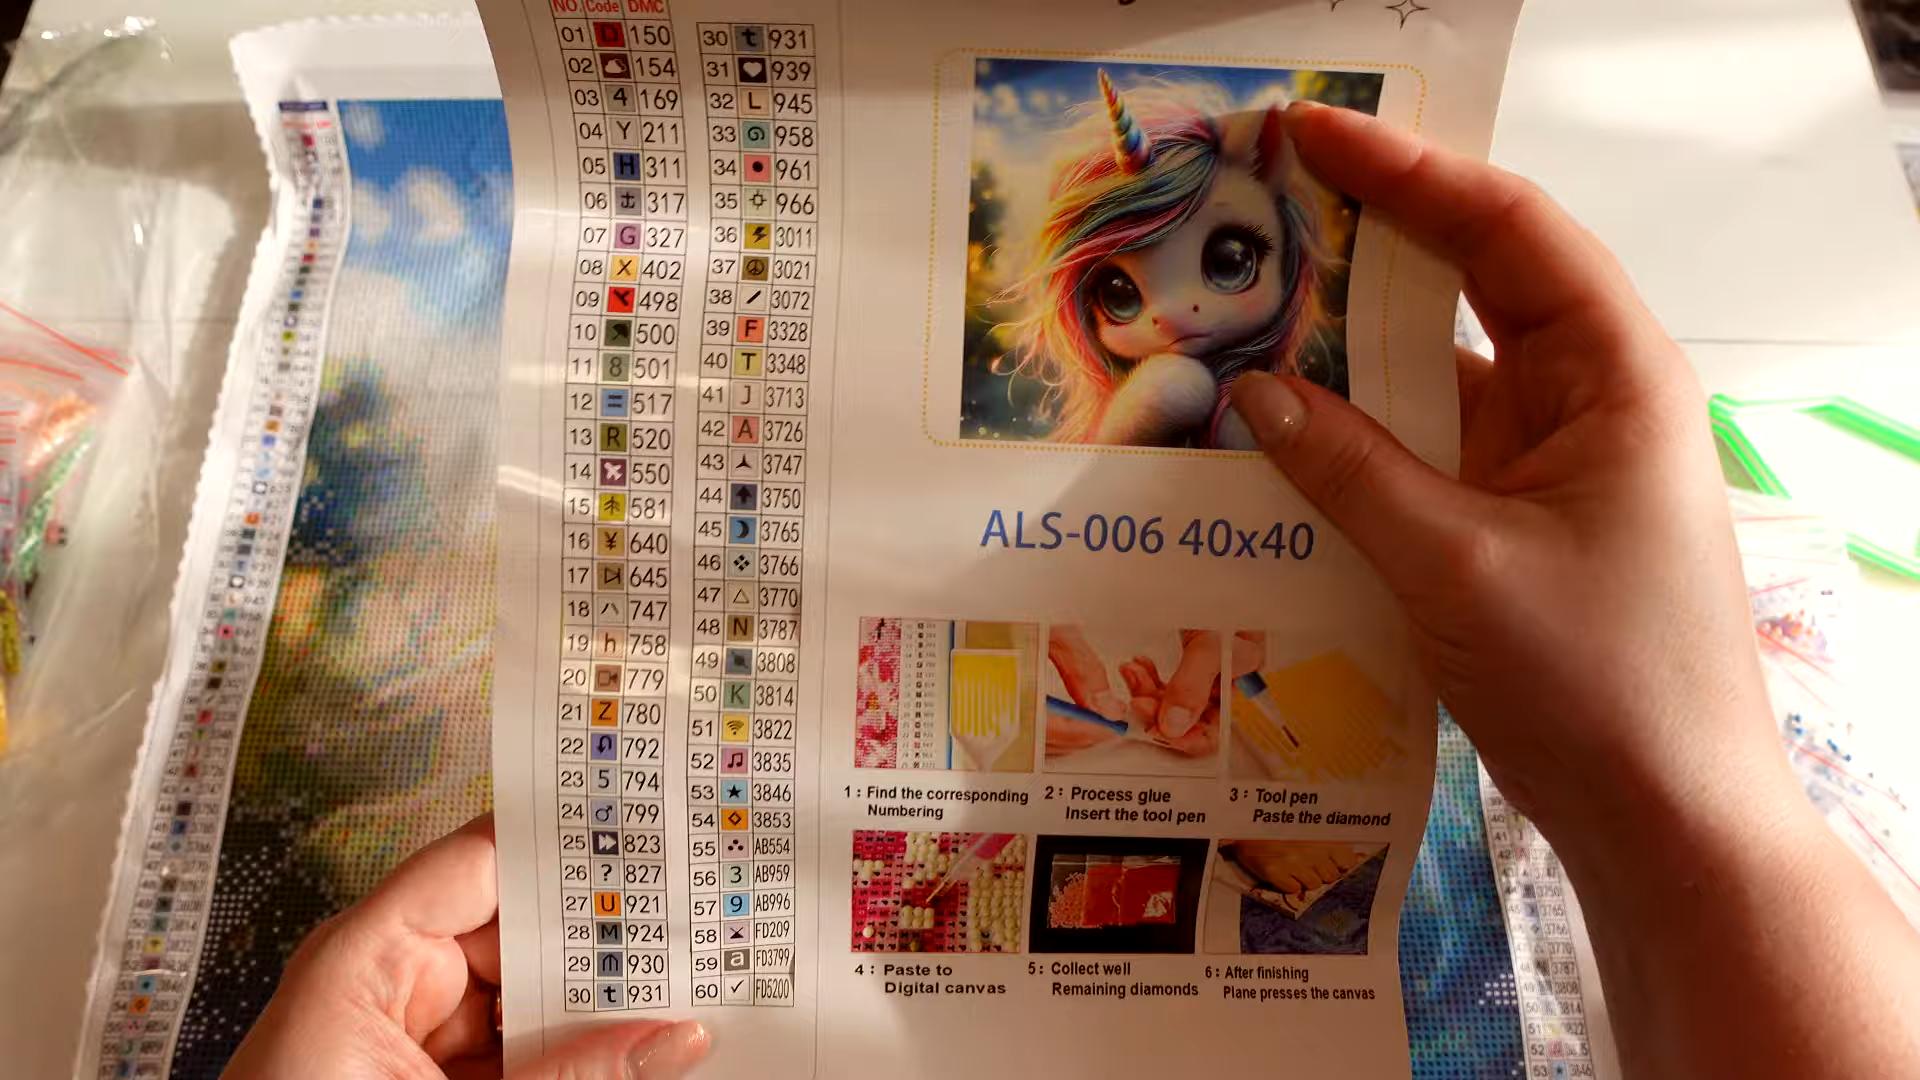 NO. Code DMC
01 D 150
02 154
03 4 169
04 Y 211
05 H 311
06 317
07 G 327
08 X 402
09 498
10 500
11 8 501
12 = 517
13 R 520
14 550
15 581
16 ¥ 640
17 645
18 747
19 h 758
20 779
21 Z 780
22 792
23 5 794
24 ♂ 799
25 823
26 ? 827
27 U 921
28 M 924
29 930
30 t 931
30 t 931
31 939
32 L 945
33 958
34 961
35 966
36 3011
37 3021
38 3072
39 F 3328
40 T 3348
41 J 3713
42 A 3726
43 3747
44 3750
45 3765
46 3766
47 3770
48 N 3787
49 3808
50 K 3814
51 3822
52 3835
53 ★ 3846
54 3853
55 AB554
56 3 AB959
57 9 AB996
58 FD209
59 a FD3799
60 ✓ FD5200
ALS-006 40x40
1 : Find the corresponding
Numbering
2 : Process glue
Insert the tool pen
3 : Tool pen
Paste the diamond
4 : Paste to
Digital canvas
5 : Collect well
Remaining diamonds
6 : After finishing
Plane presses the canvas